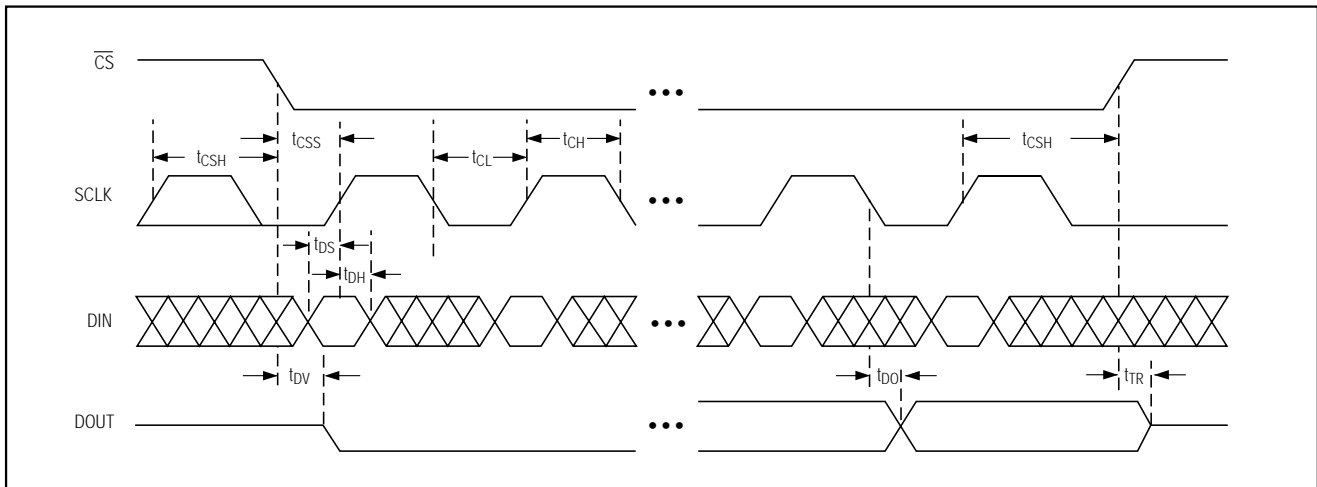 CS
•••
tCSS
tCH
tCSH
tCL
tCSH
SCLK
•••
tDS
tDH
DIN
•••
tDV
tDO
tTR
DOUT
•••